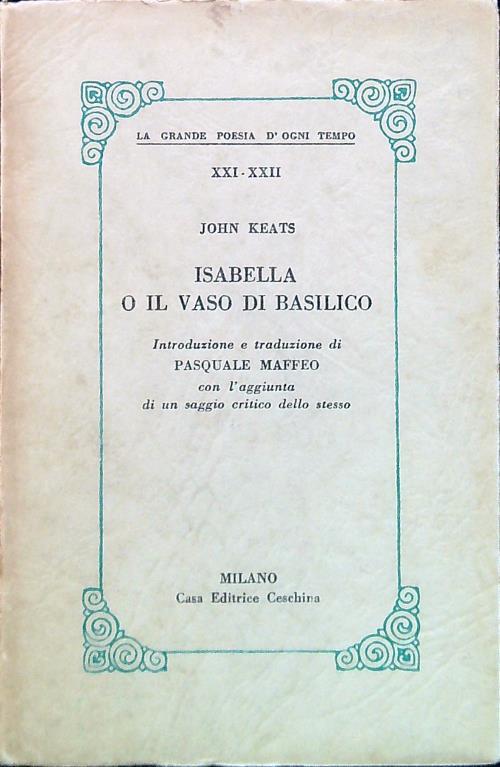 LA GRANDE POESIA D'OGNI TEMPO
XXI-XXII
JOHN KEATS
ISABELLA
O IL VASO DI BASILICO
Introduzione e traduzione di
PASQUALE MAFFEO
con l'aggiunta
di un saggio critico dello stesso
MILANO
Casa Editrice Ceschina